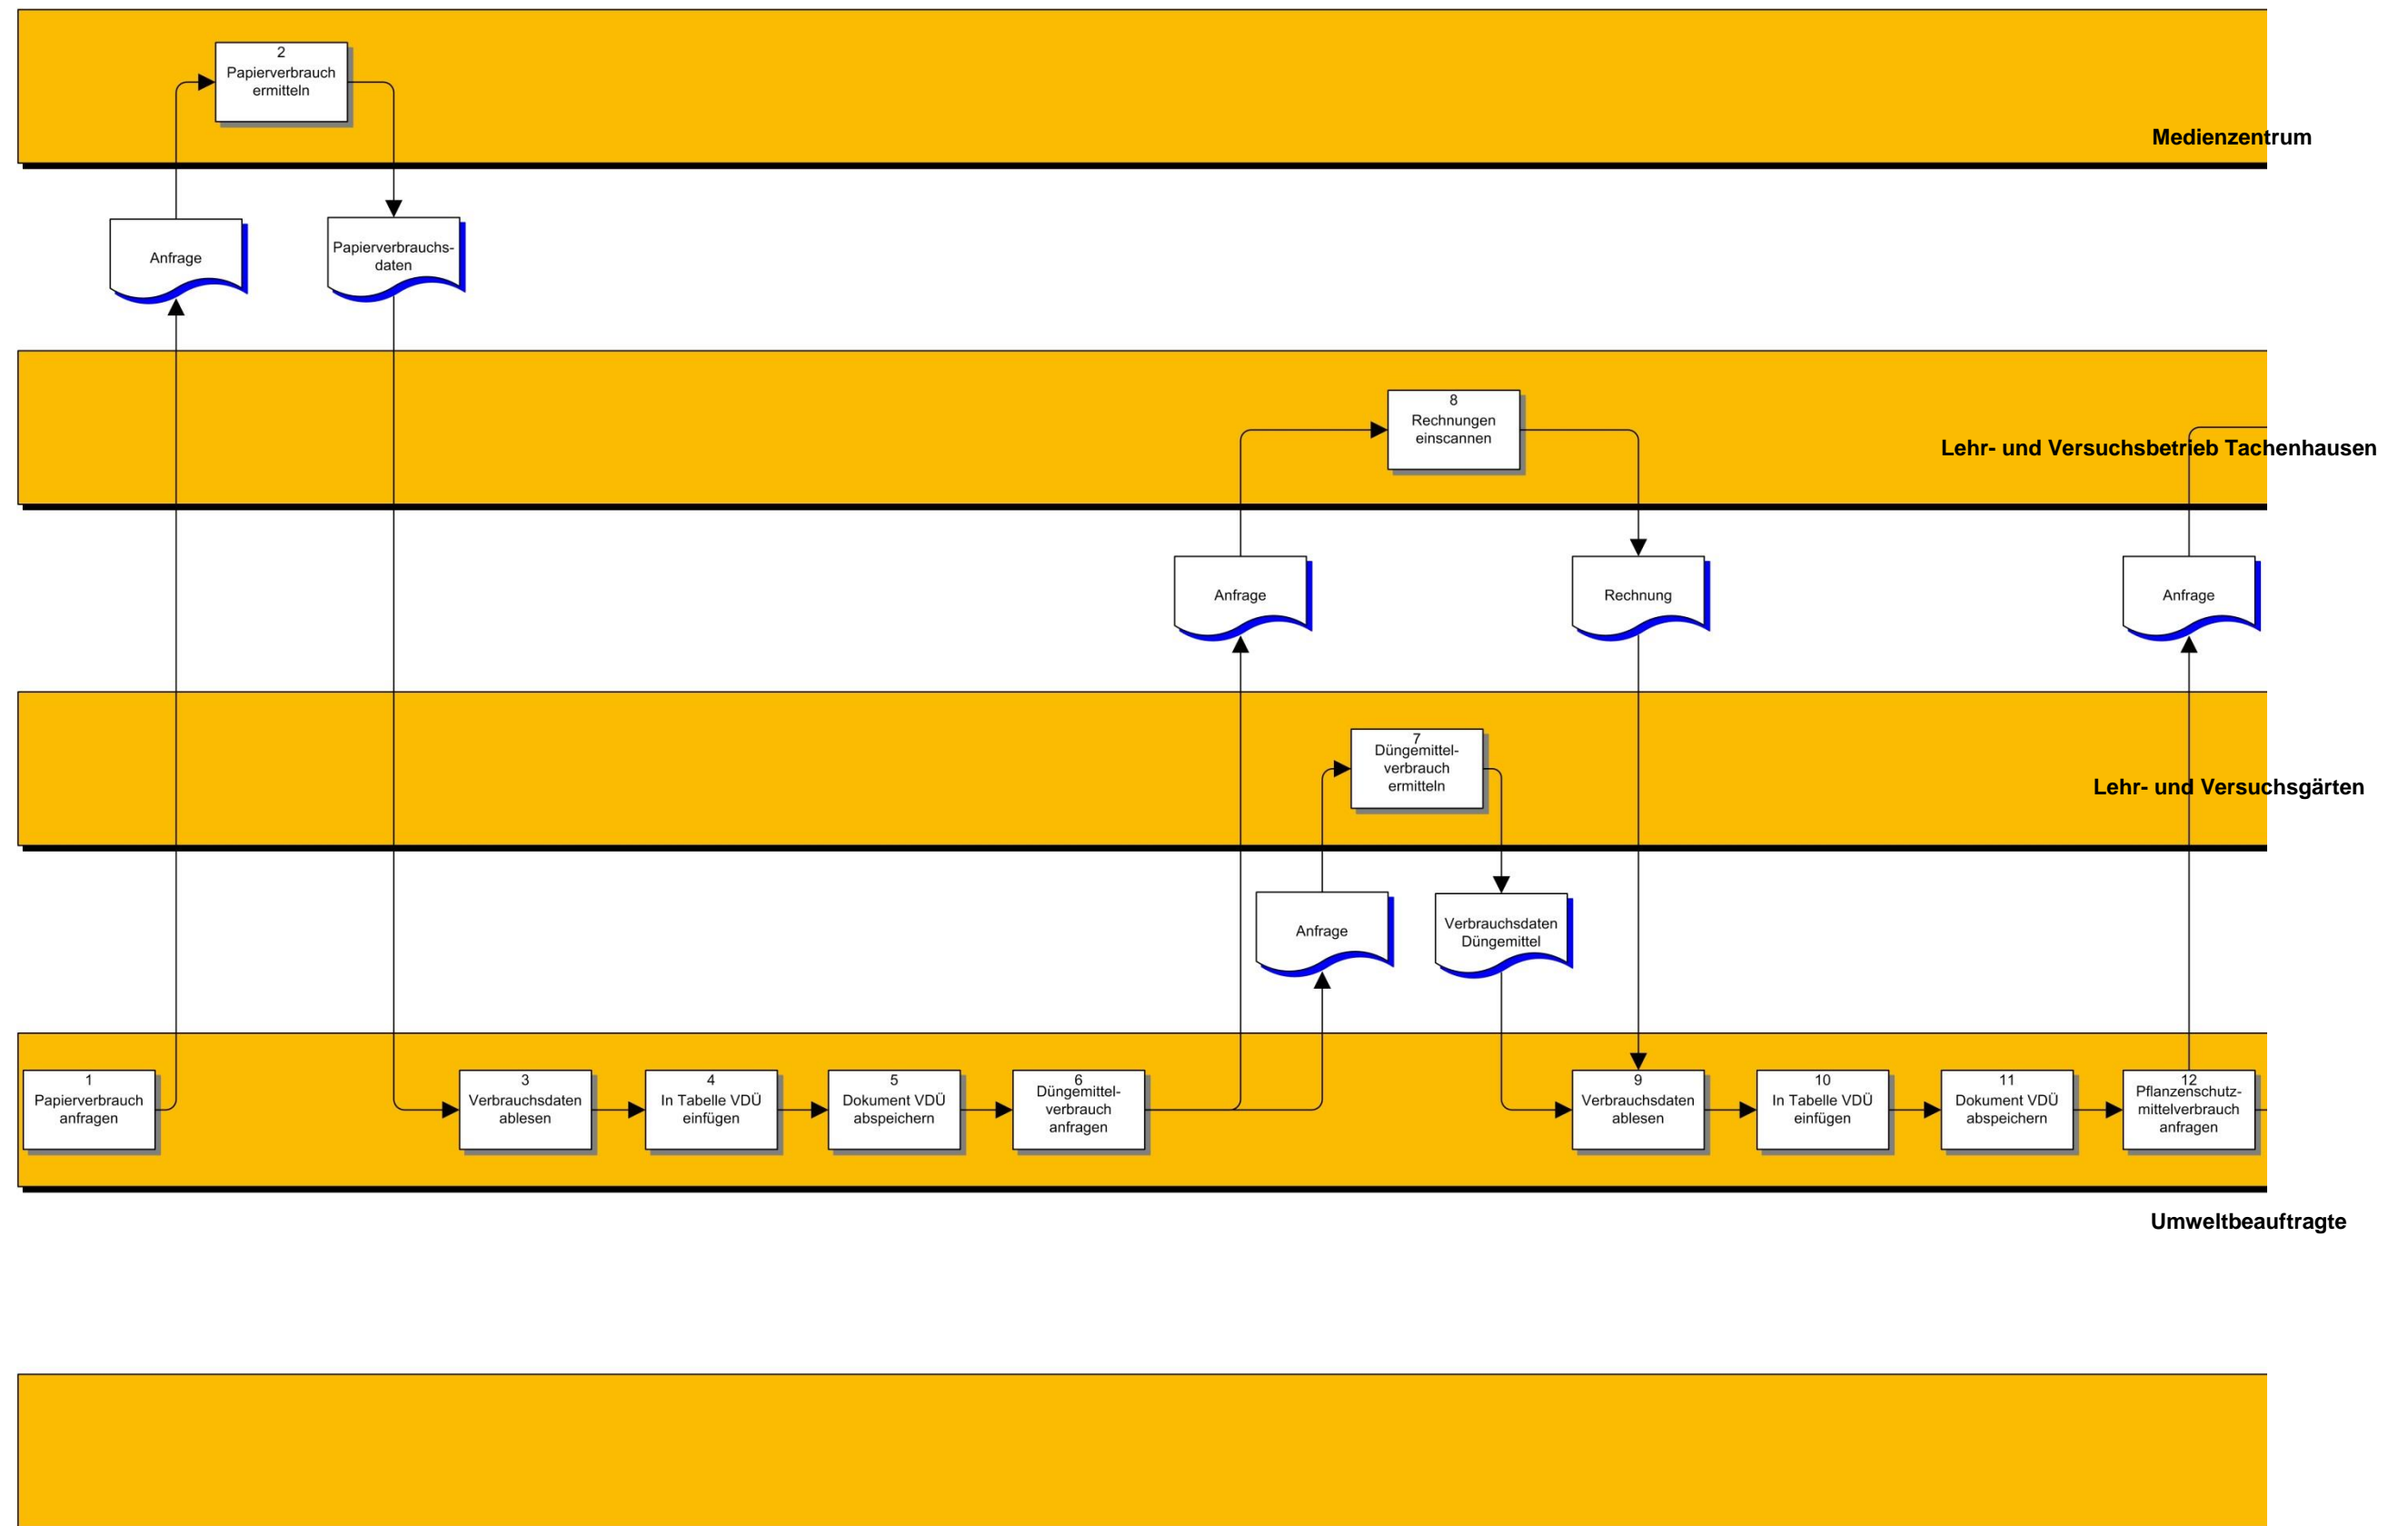 2
Papierverbrauch
ermitteln
Medienzentrum
Anfrage
Papierverbrauchs-
daten
8
Rechnungen
einscannen
Lehr- und Versuchsbetrieb Tachenhausen
Anfrage
Rechnung
Anfrage
7
Düngemittel-
verbrauch
ermitteln
Lehr- und Versuchsgärten
Anfrage
Verbrauchsdaten
Düngemittel
1
Papierverbrauch
anfragen
3
Verbrauchsdaten
ablesen
4
In Tabelle VDÜ
einfügen
5
Dokument VDÜ
abspeichern
6
Düngemittel-
verbrauch
anfragen
9
Verbrauchsdaten
ablesen
10
In Tabelle VDÜ
einfügen
11
Dokument VDÜ
abspeichern
12
Pflanzenschutz-
mittelverbrauch
anfragen
Umweltbeauftragte